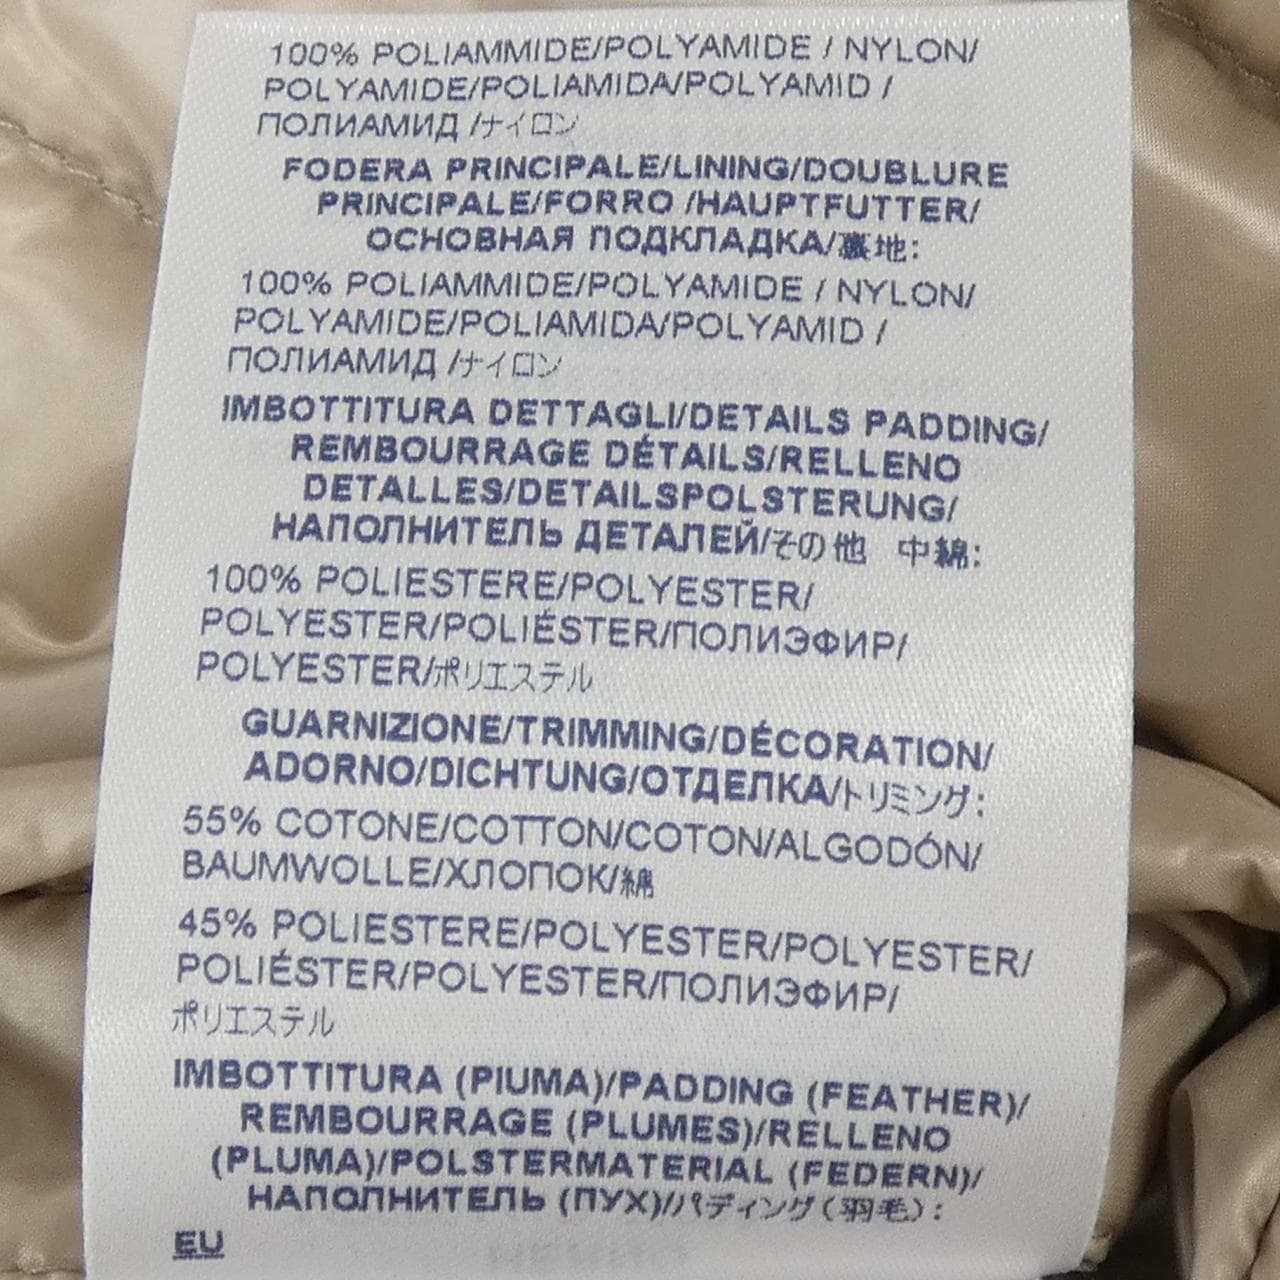 100% POLIAMMIDE/POLYAMIDE / NYLON/
POLYAMIDE/POLIAMIDA/POLYAMID /
ПОЛИАМИД /ナイロン
FODERA PRINCIPALE/LINING/DOUBLURE
PRINCIPALE/FORRO /HAUPTFUTTER/
ОСНОВНАЯ ПОДКЛАДКА/裏地:
100% POLIAMMIDE/POLYAMIDE / NYLON/
POLYAMIDE/POLIAMIDA/POLYAMID /
ПОЛИАМИД /ナイロン
IMBOTTITURA DETTAGLI/DETAILS PADDING/
REMBOURRAGE DÉTAILS/RELLENO
DETALLES/DETAILSPOLSTERUNG/
НАПОЛНИТЕЛЬ ДЕТАЛЕЙ/その他 中綿:
100% POLIESTERE/POLYESTER/
POLYESTER/POLIÉSTER/ПОЛИЭФИР/
POLYESTER/ポリエステル
GUARNIZIONE/TRIMMING/DÉCORATION/
ADORNO/DICHTUNG/ОТДЕЛКА/トリミング:
55% COTONE/COTTON/COTON/ALGODÓN/
BAUMWOLLE/ХЛОПОК/綿
45% POLIESTERE/POLYESTER/POLYESTER/
POLIÉSTER/POLYESTER/ПОЛИЭФИР/
ポリエステル
IMBOTTITURA (PIUMA)/PADDING (FEATHER)/
REMBOURRAGE (PLUMES)/RELLENO
(PLUMA)/POLSTERMATERIAL (FEDERN)/
НАПОЛНИТЕЛЬ (ПУХ)//パディング(羽毛):
EU